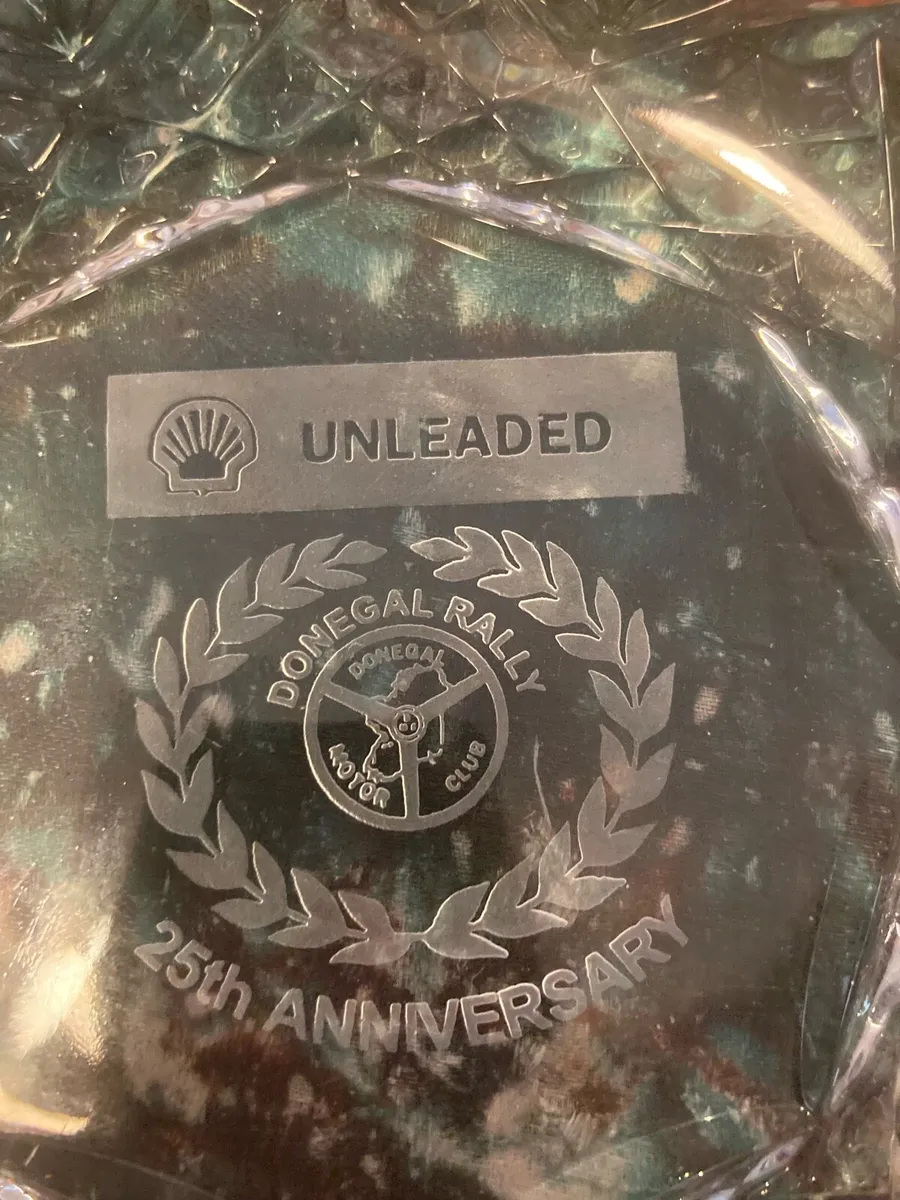 UNLEADED
DONEGAL RALLY
DONEGAL
MOTOR CLUB
25th ANNIVERSARY